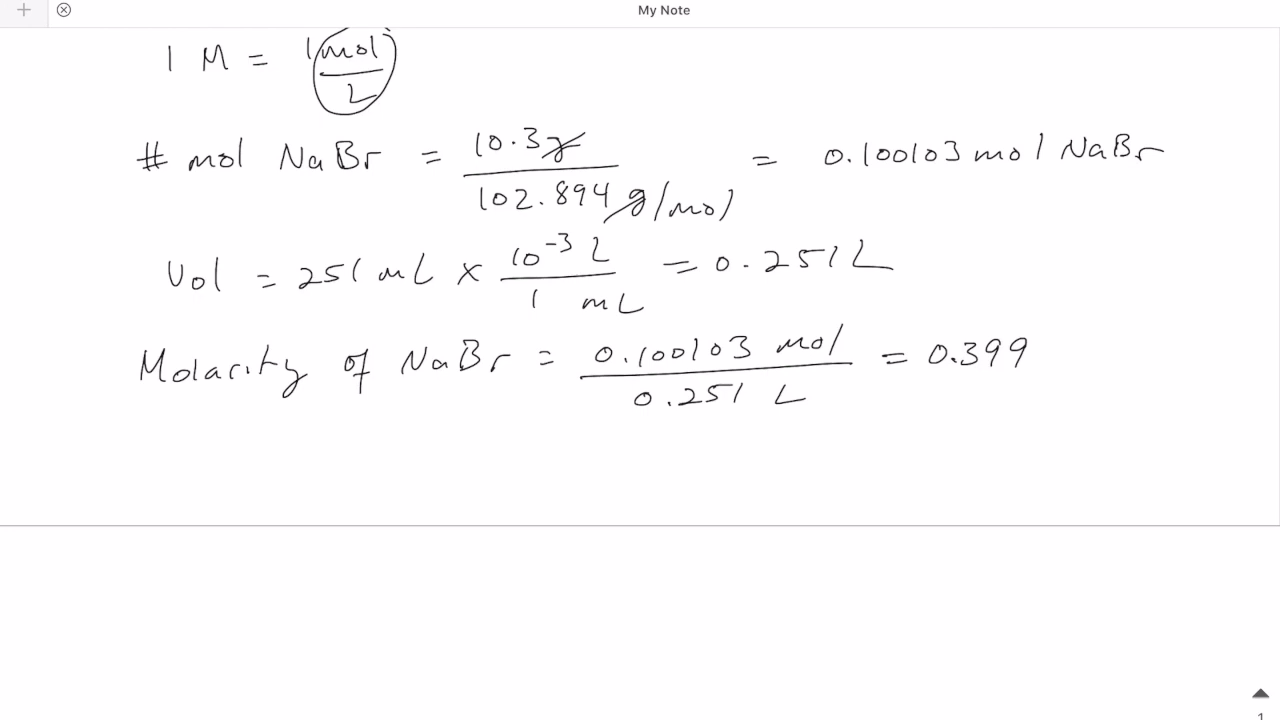 My Note
1 M = 1 mol/L
# mol NaBr = 10.3 g / 102.894 g/mol = 0.100103 mol NaBr
Vol = 251 mL x 10^-3 L / 1 mL = 0.251 L
Molarity of NaBr = 0.100103 mol / 0.251 L = 0.399
1